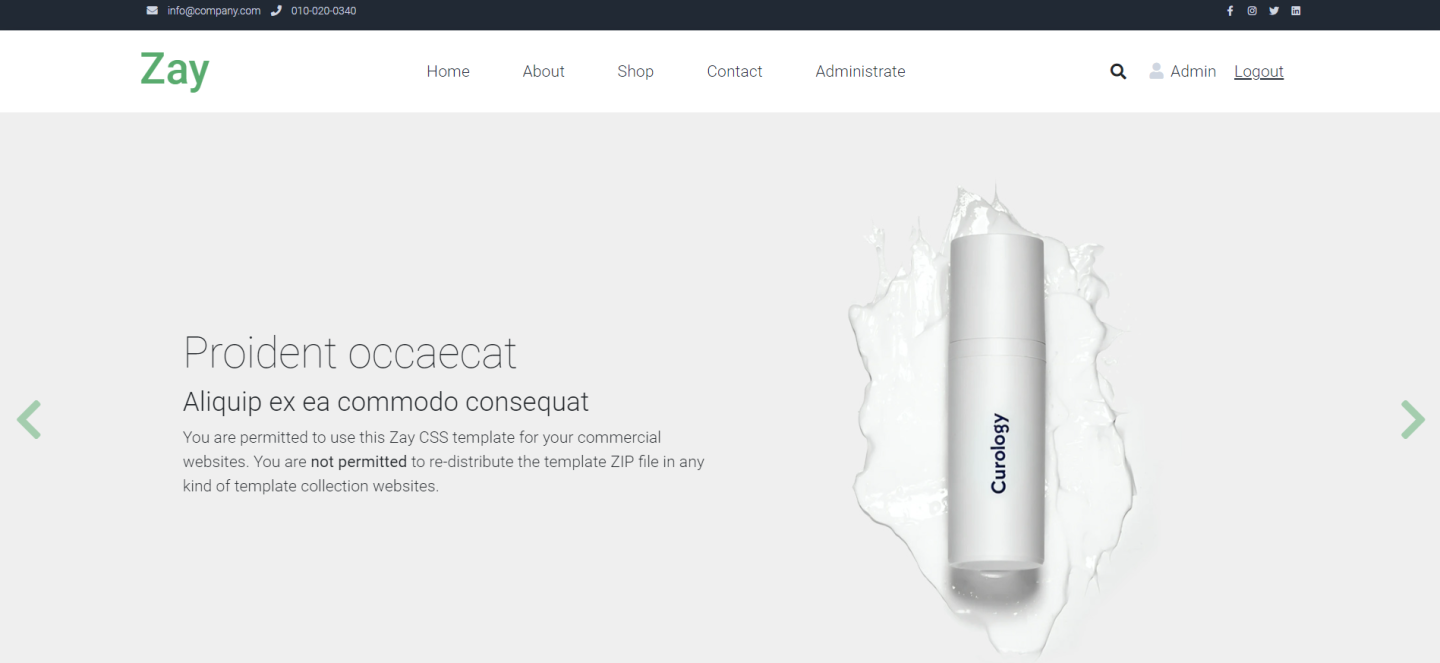 info@company.com 010-020-0340
Zay Home About Shop Contact Administrate Admin Logout
Proident occaecat
Aliquip ex ea commodo consequat
You are permitted to use this Zay CSS template for your commercial
websites. You are not permitted to re-distribute the template ZIP file in any
kind of template collection websites.
Curology